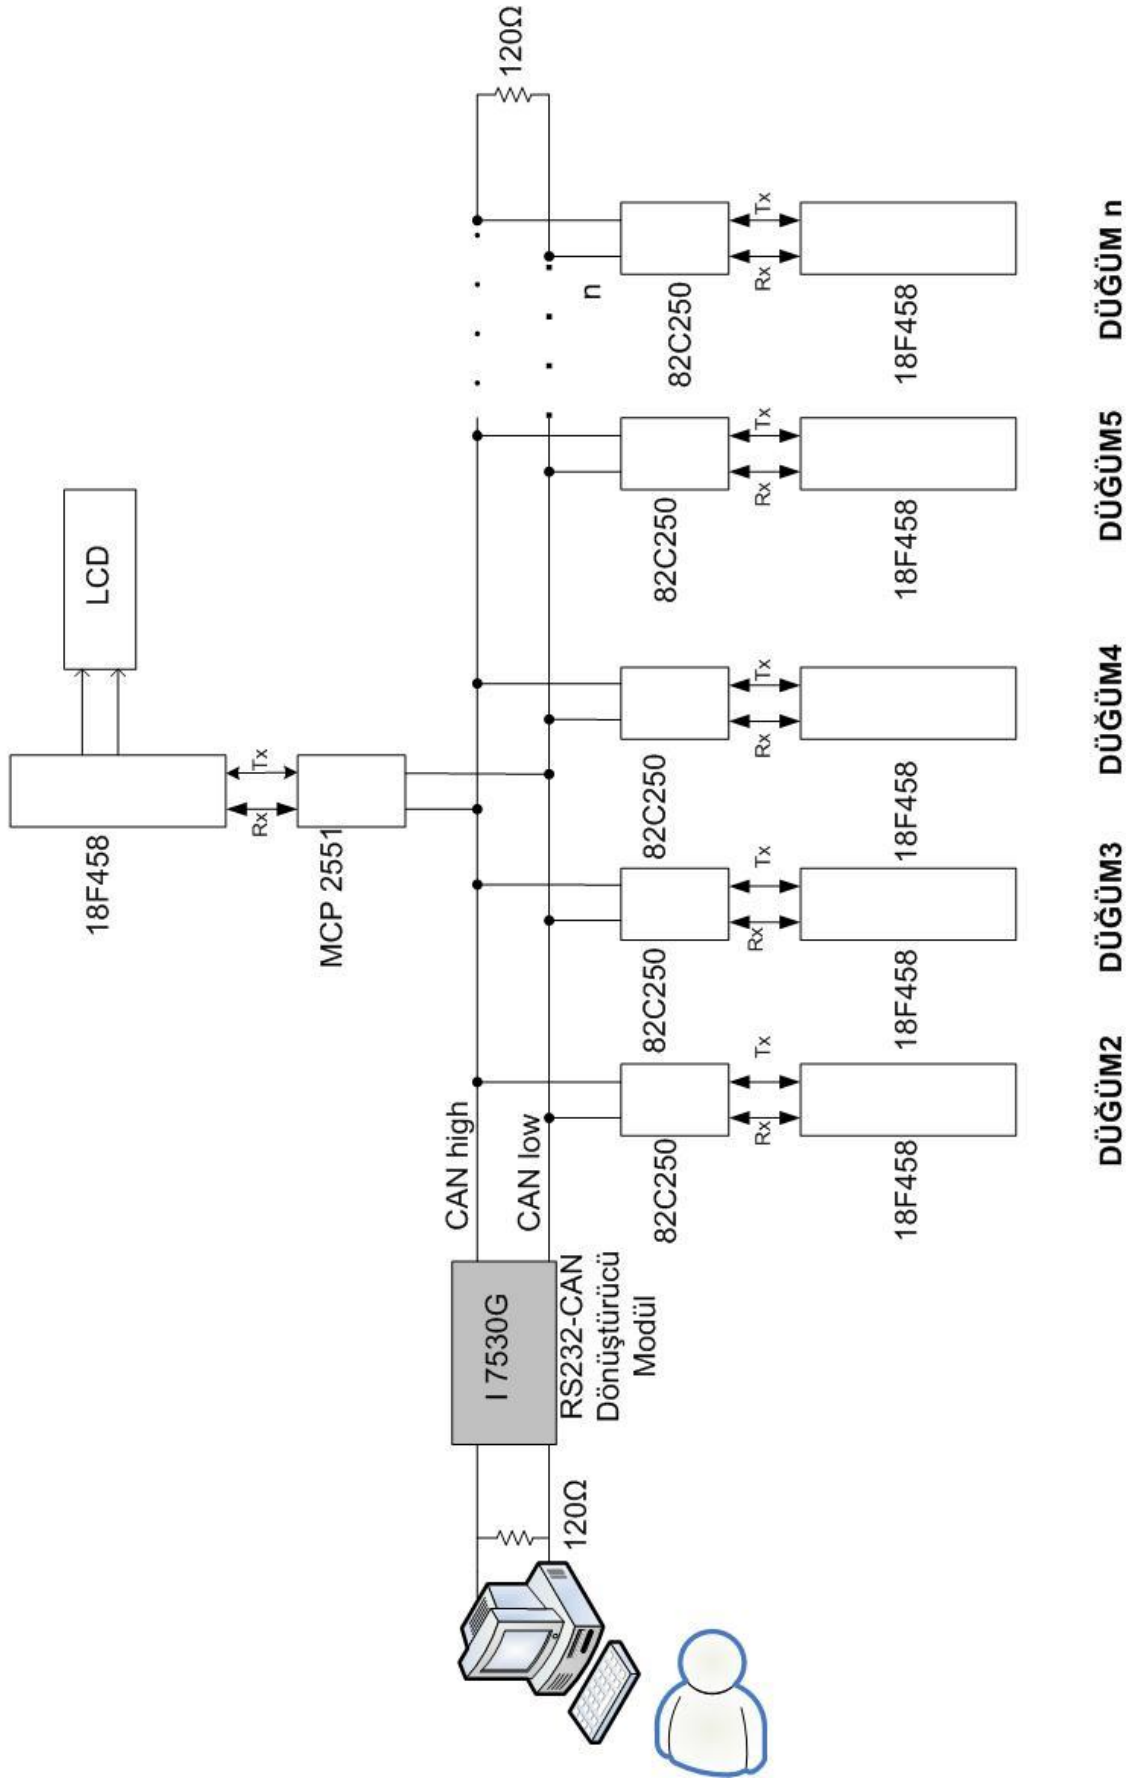 18F458
LCD
Rx
Tx
MCP 2551
120Ω
I 7530G
RS232-CAN
Dönüştürücü
Modül
CAN high
CAN low
120Ω
n
82C250
82C250
82C250
82C250
82C250
Rx
Tx
Rx
Tx
Rx
Tx
Rx
Tx
Rx
Tx
18F458
18F458
18F458
18F458
18F458
DÜĞÜM2
DÜĞÜM3
DÜĞÜM4
DÜĞÜM5
DÜĞÜM n